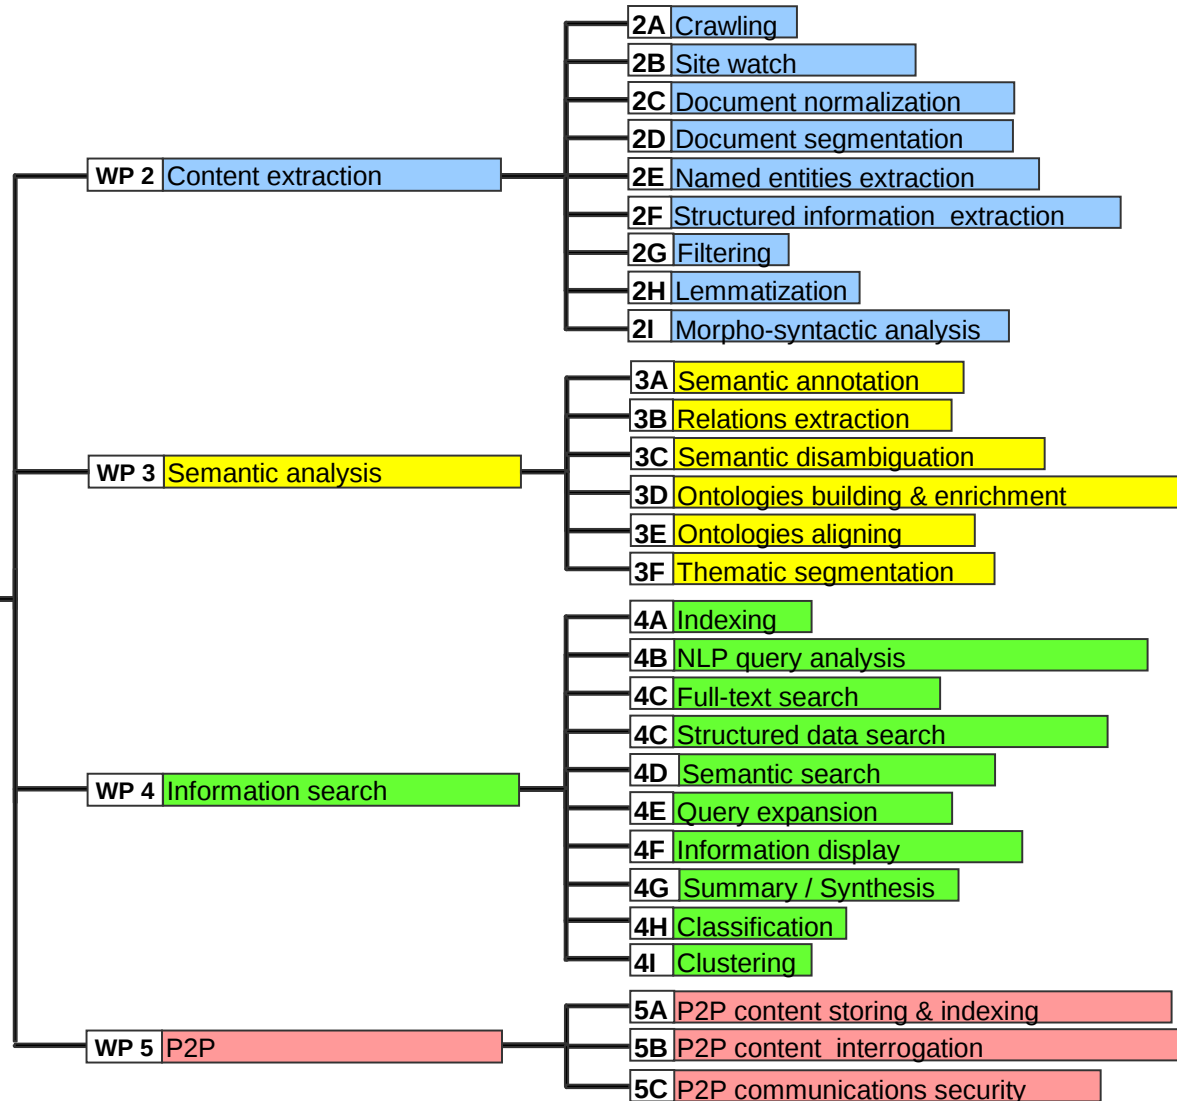 2A Crawling
2B Site watch
2C Document normalization
2D Document segmentation
WP 2 Content extraction
2E Named entities extraction
2F Structured information extraction
2G Filtering
2H Lemmatization
2I Morpho-syntactic analysis
3A Semantic annotation
3B Relations extraction
3C Semantic disambiguation
WP 3 Semantic analysis
3D Ontologies building & enrichment
3E Ontologies aligning
3F Thematic segmentation
4A Indexing
4B NLP query analysis
4C Full-text search
4C Structured data search
4D Semantic search
WP 4 Information search
4E Query expansion
4F Information display
4G Summary / Synthesis
4H Classification
4I Clustering
5A P2P content storing & indexing
WP 5 P2P
5B P2P content interrogation
5C P2P communications security